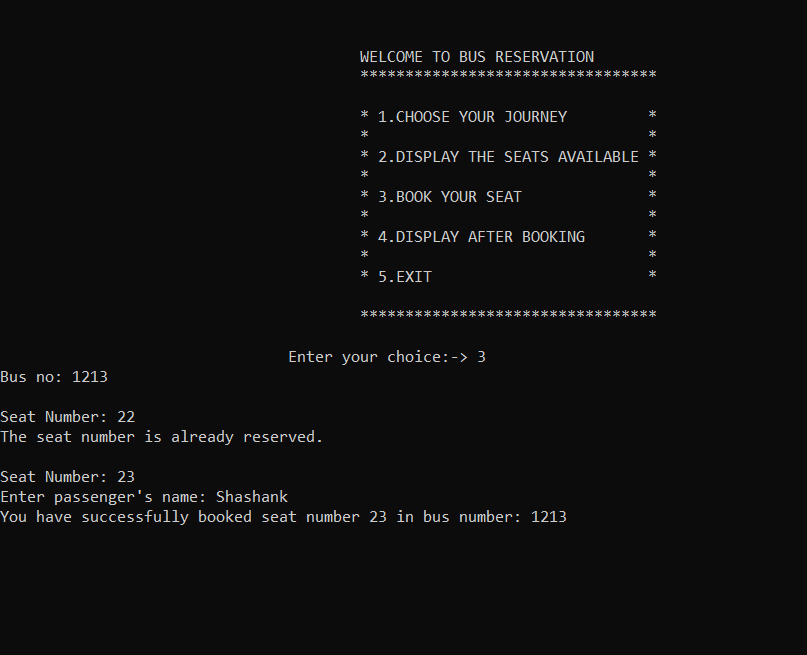 WELCOME TO BUS RESERVATION
*********************************
* 1.CHOOSE YOUR JOURNEY         *
*                               *
* 2.DISPLAY THE SEATS AVAILABLE *
*                               *
* 3.BOOK YOUR SEAT              *
*                               *
* 4.DISPLAY AFTER BOOKING       *
*                               *
* 5.EXIT                        *
*********************************
Enter your choice:-> 3
Bus no: 1213
Seat Number: 22
The seat number is already reserved.
Seat Number: 23
Enter passenger's name: Shashank
You have successfully booked seat number 23 in bus number: 1213